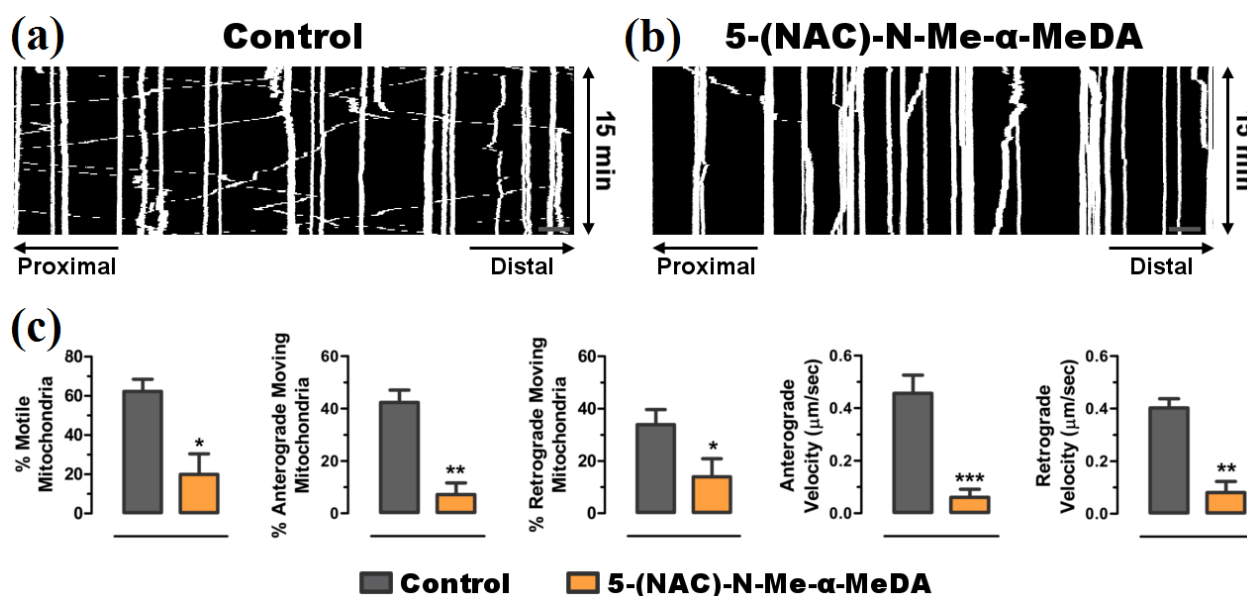 (a) Control
(b) 5-(NAC)-N-Me-α-MeDA
15 min
15 min
Proximal
Distal
Proximal
Distal
(c)
% Motile
Mitochondria
80
60
40
20
0
*
% Anterograde Moving
Mitochondria
60
40
20
0
**
% Retrograde Moving
Mitochondria
60
40
20
0
*
Anterograde
Velocity (μm/sec)
0.6
0.4
0.2
0.0
***
Retrograde
Velocity (μm/sec)
0.6
0.4
0.2
0.0
**
Control
5-(NAC)-N-Me-α-MeDA